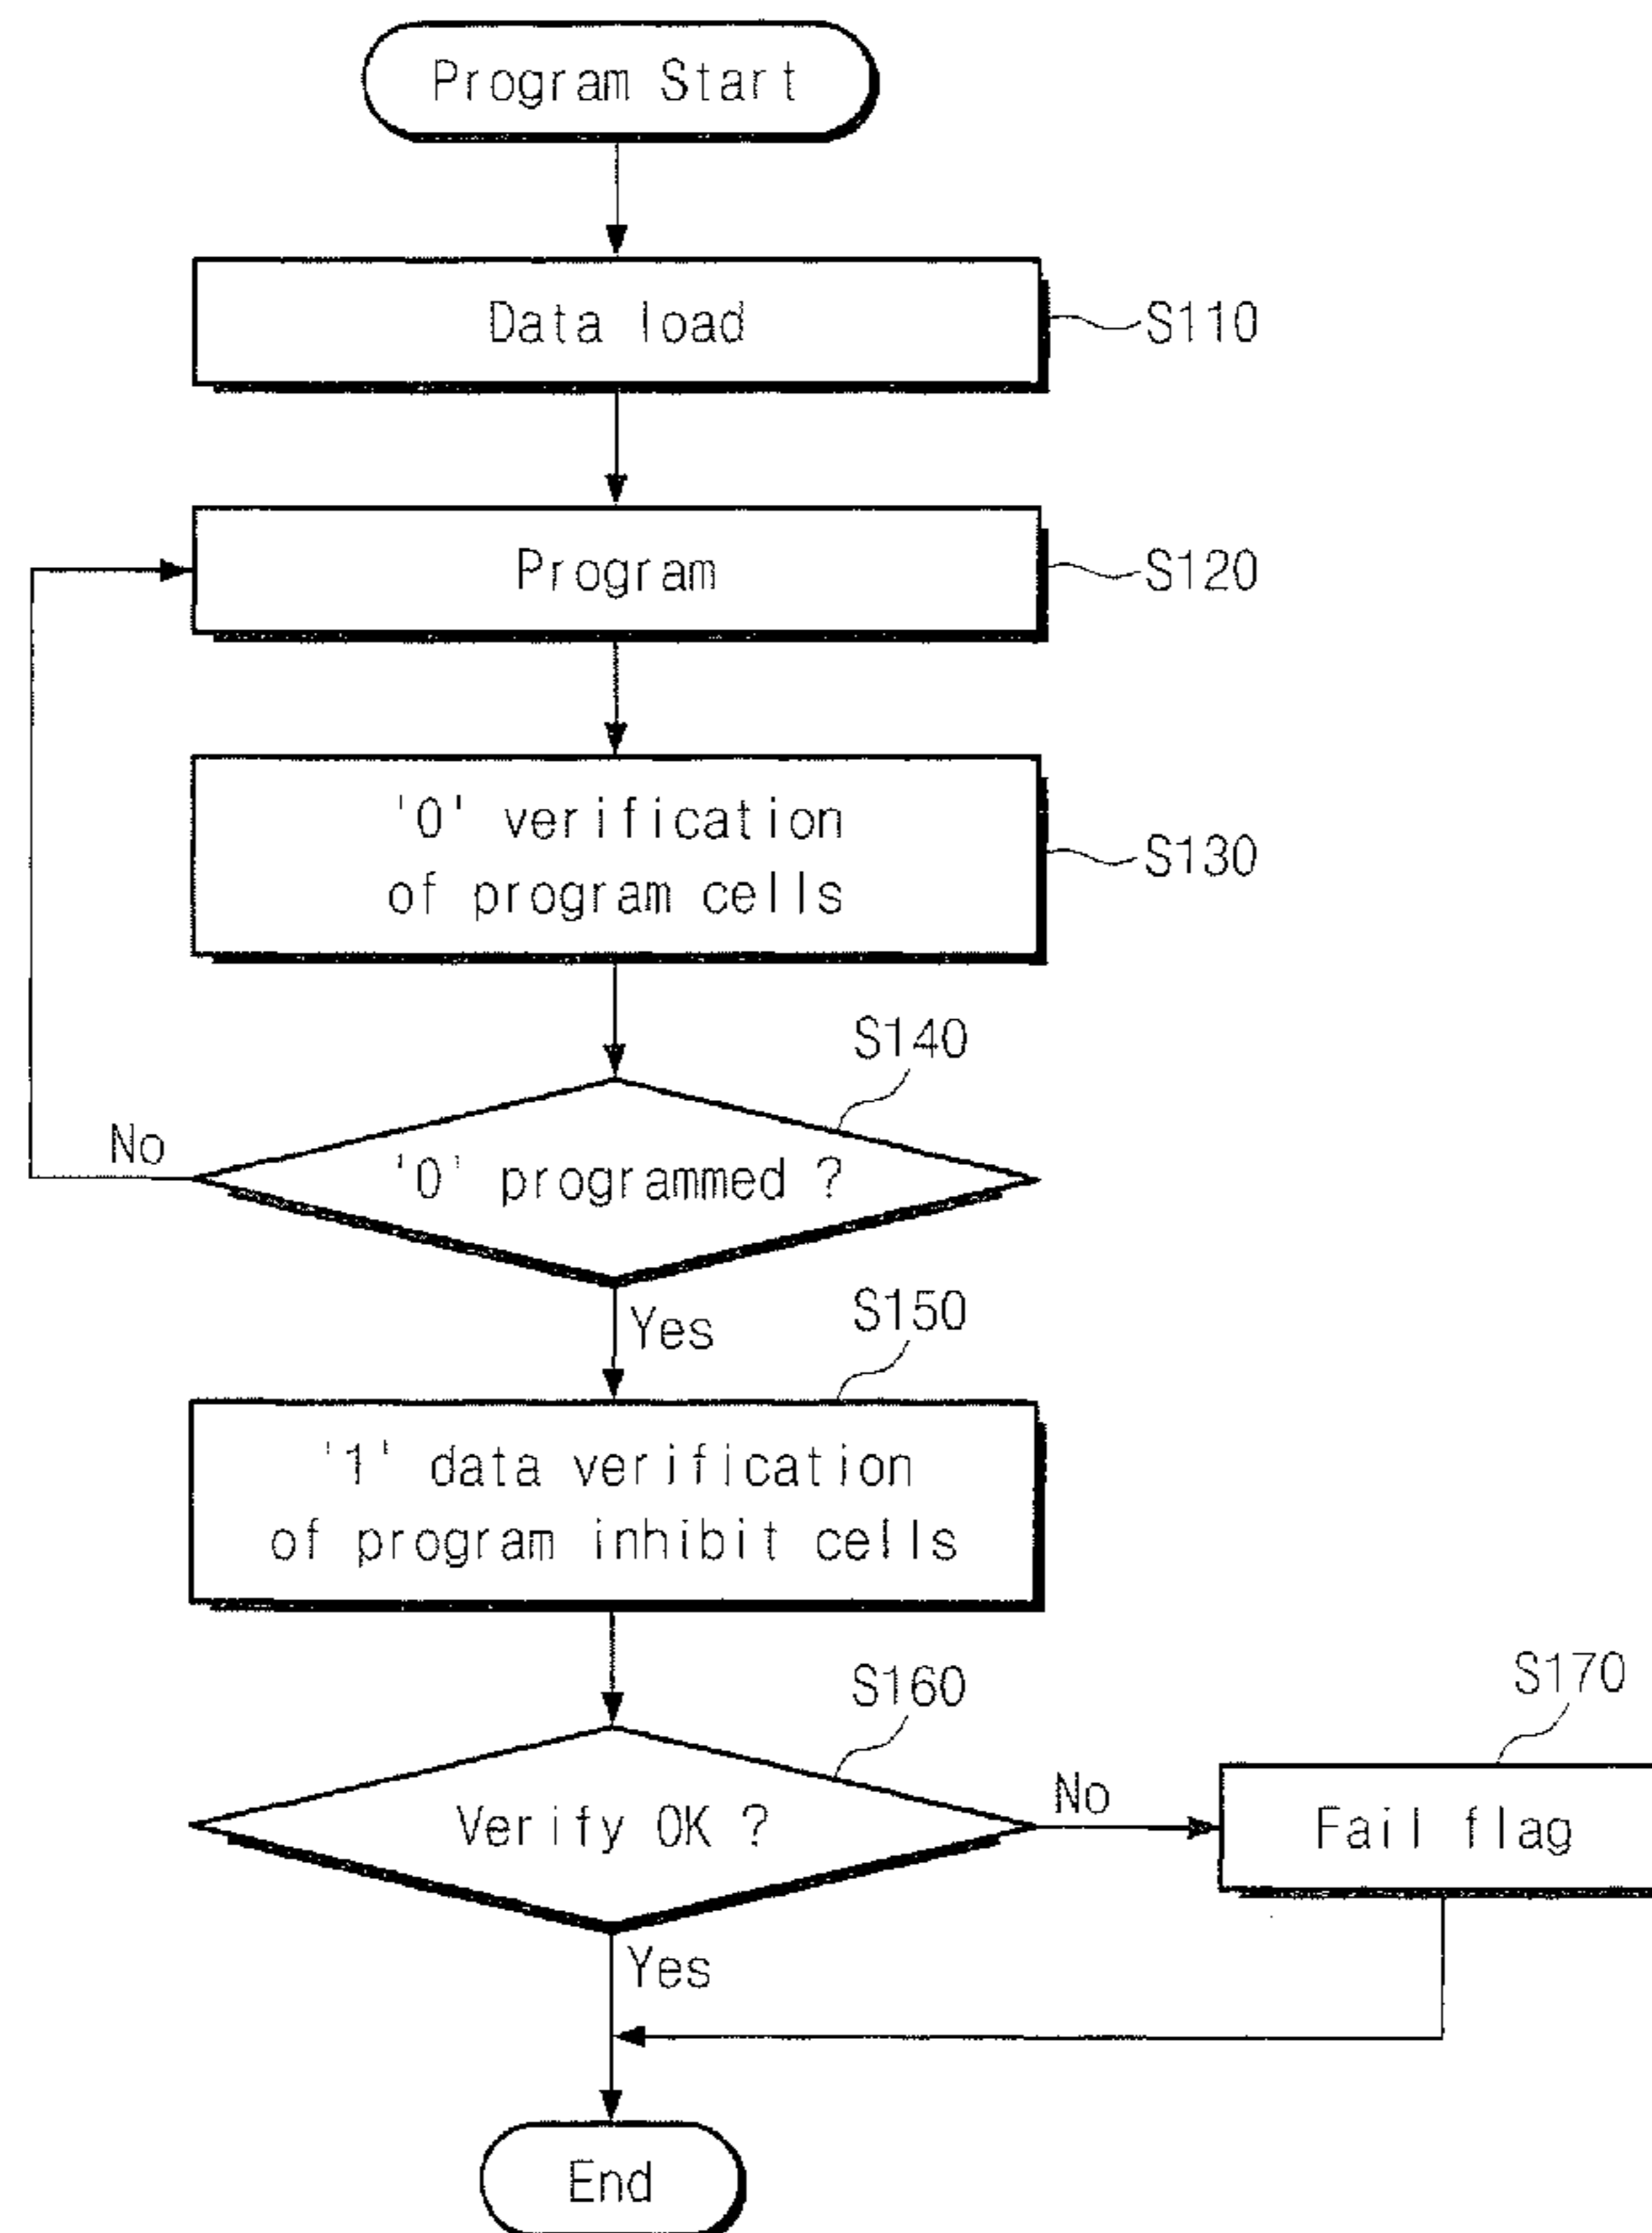 Program Start
Data load
S110
Program
S120
'0' verification
of program cells
S130
S140
No
'0' programmed ?
Yes
S150
'1' data verification
of program inhibit cells
S160
S170
Verify OK ?
No
Fail flag
Yes
End